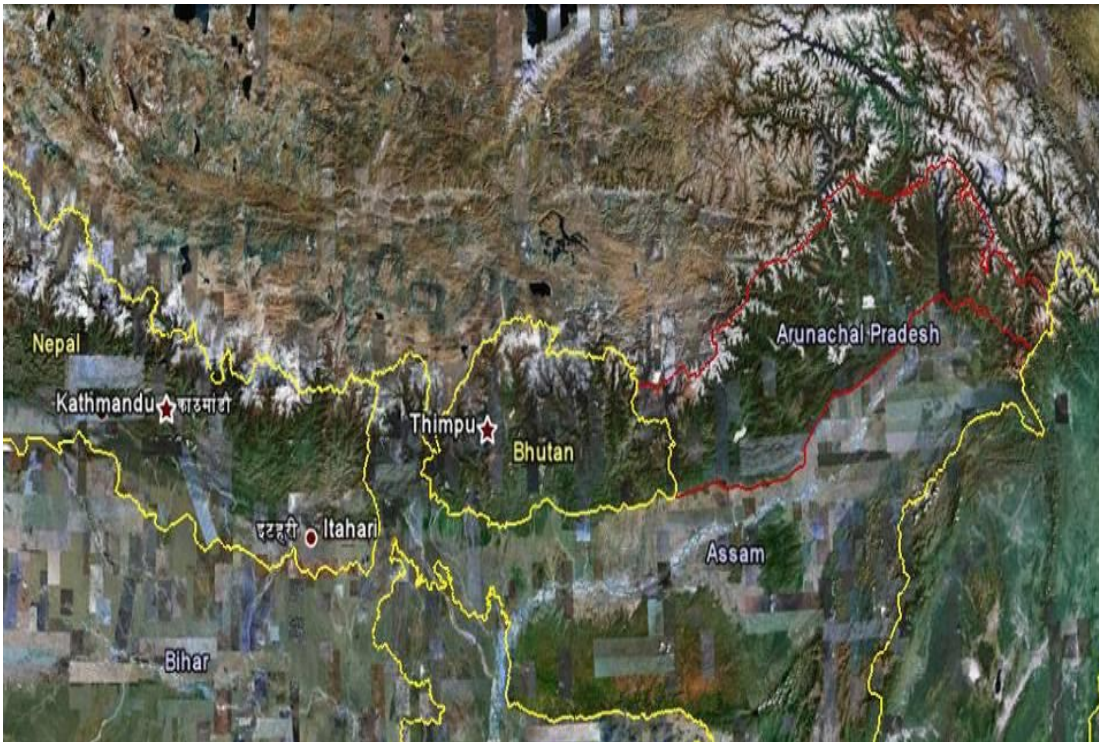 Nepal
Arunachal Pradesh
Kathmandu काठमांडौ
Thimpu
Bhutan
इटहरी Itahari
Assam
Bihar